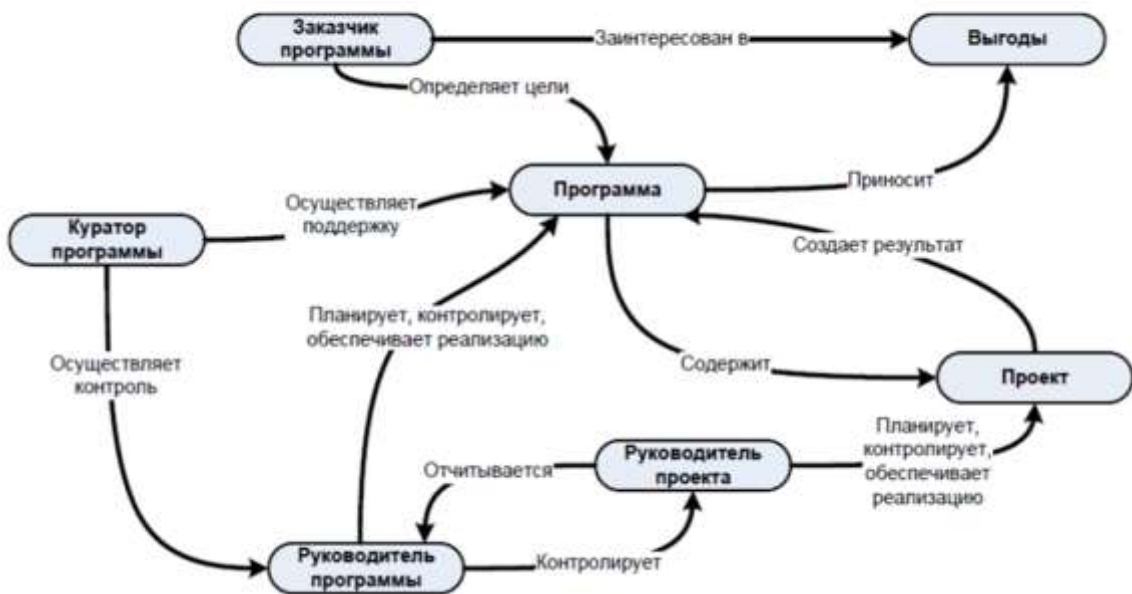 Заказчик
программы
Заинтересован в
Выгоды
Определяет цели
Программа
Приносит
Осуществляет
поддержку
Куратор
программы
Создает результат
Планирует, контролирует,
обеспечивает реализацию
Осуществляет
контроль
Содержит
Проект
Планирует,
контролирует,
обеспечивает
реализацию
Отчитывается
Руководитель
проекта
Руководитель
программы
Контролирует